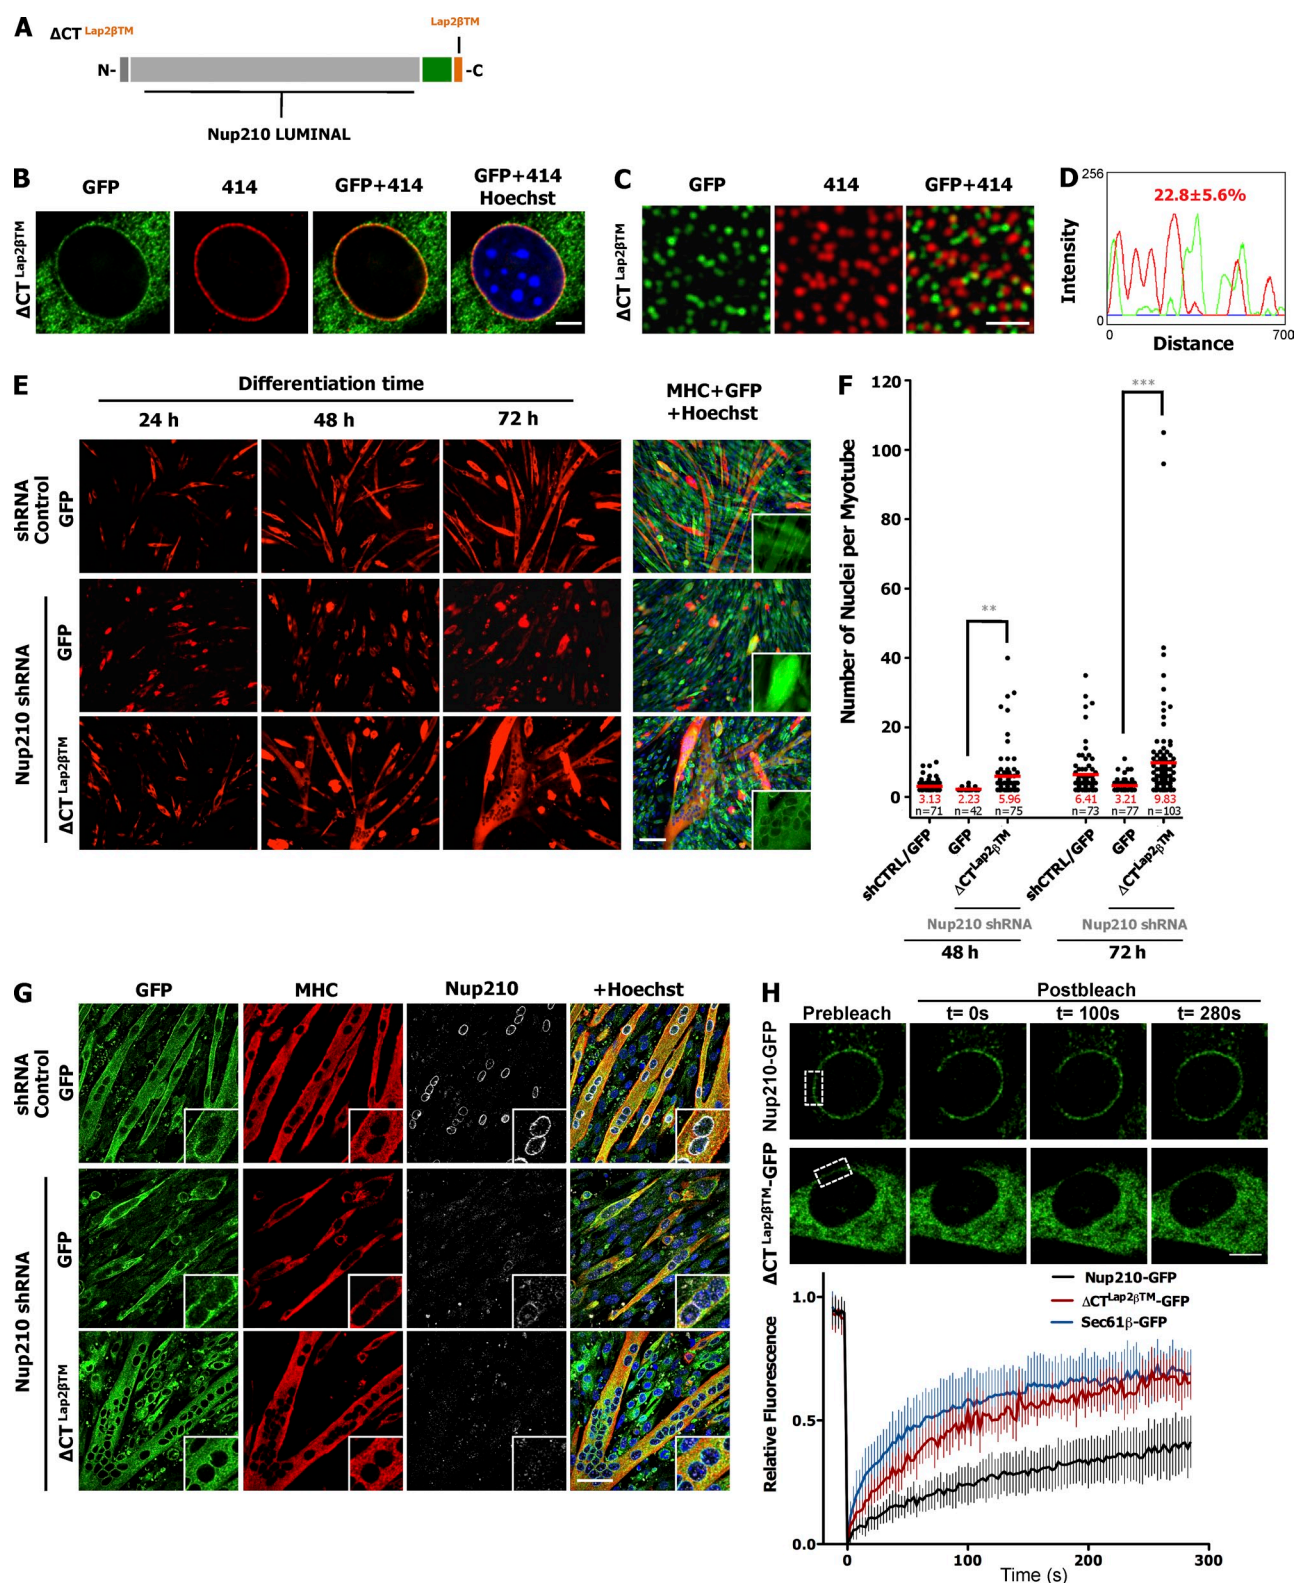 A
ΔCT Lap2βTM
Lap2βTM
N-
-C
Nup210 LUMINAL
B
GFP
414
GFP+414
GFP+414
Hoechst
ΔCT Lap2βTM
C
GFP
414
GFP+414
ΔCT Lap2βTM
D
256
22.8±5.6%
Intensity
0
0
700
Distance
E
Differentiation time
24 h
48 h
72 h
MHC+GFP
+Hoechst
shRNA
Control
GFP
Nup210 shRNA
GFP
ΔCT Lap2βTM
F
Number of Nuclei per Myotube
120
100
80
60
40
20
0
**
***
3.13
2.23
5.96
6.41
3.21
9.83
n=71
n=42
n=75
n=73
n=77
n=103
shCTRL/GFP
GFP
ΔCTLap2βTM
shCTRL/GFP
GFP
ΔCTLap2βTM
Nup210 shRNA
Nup210 shRNA
48 h
72 h
G
GFP
MHC
Nup210
+Hoechst
shRNA
Control
GFP
Nup210 shRNA
GFP
ΔCT Lap2βTM
H
Postbleach
Prebleach
t= 0s
t= 100s
t= 280s
Nup210-GFP
ΔCT Lap2βTM-GFP
Nup210-GFP
ΔCTLap2βTM-GFP
Sec61β-GFP
Relative Fluorescence
1.0
0.5
0.0
0
100
200
300
Time (s)